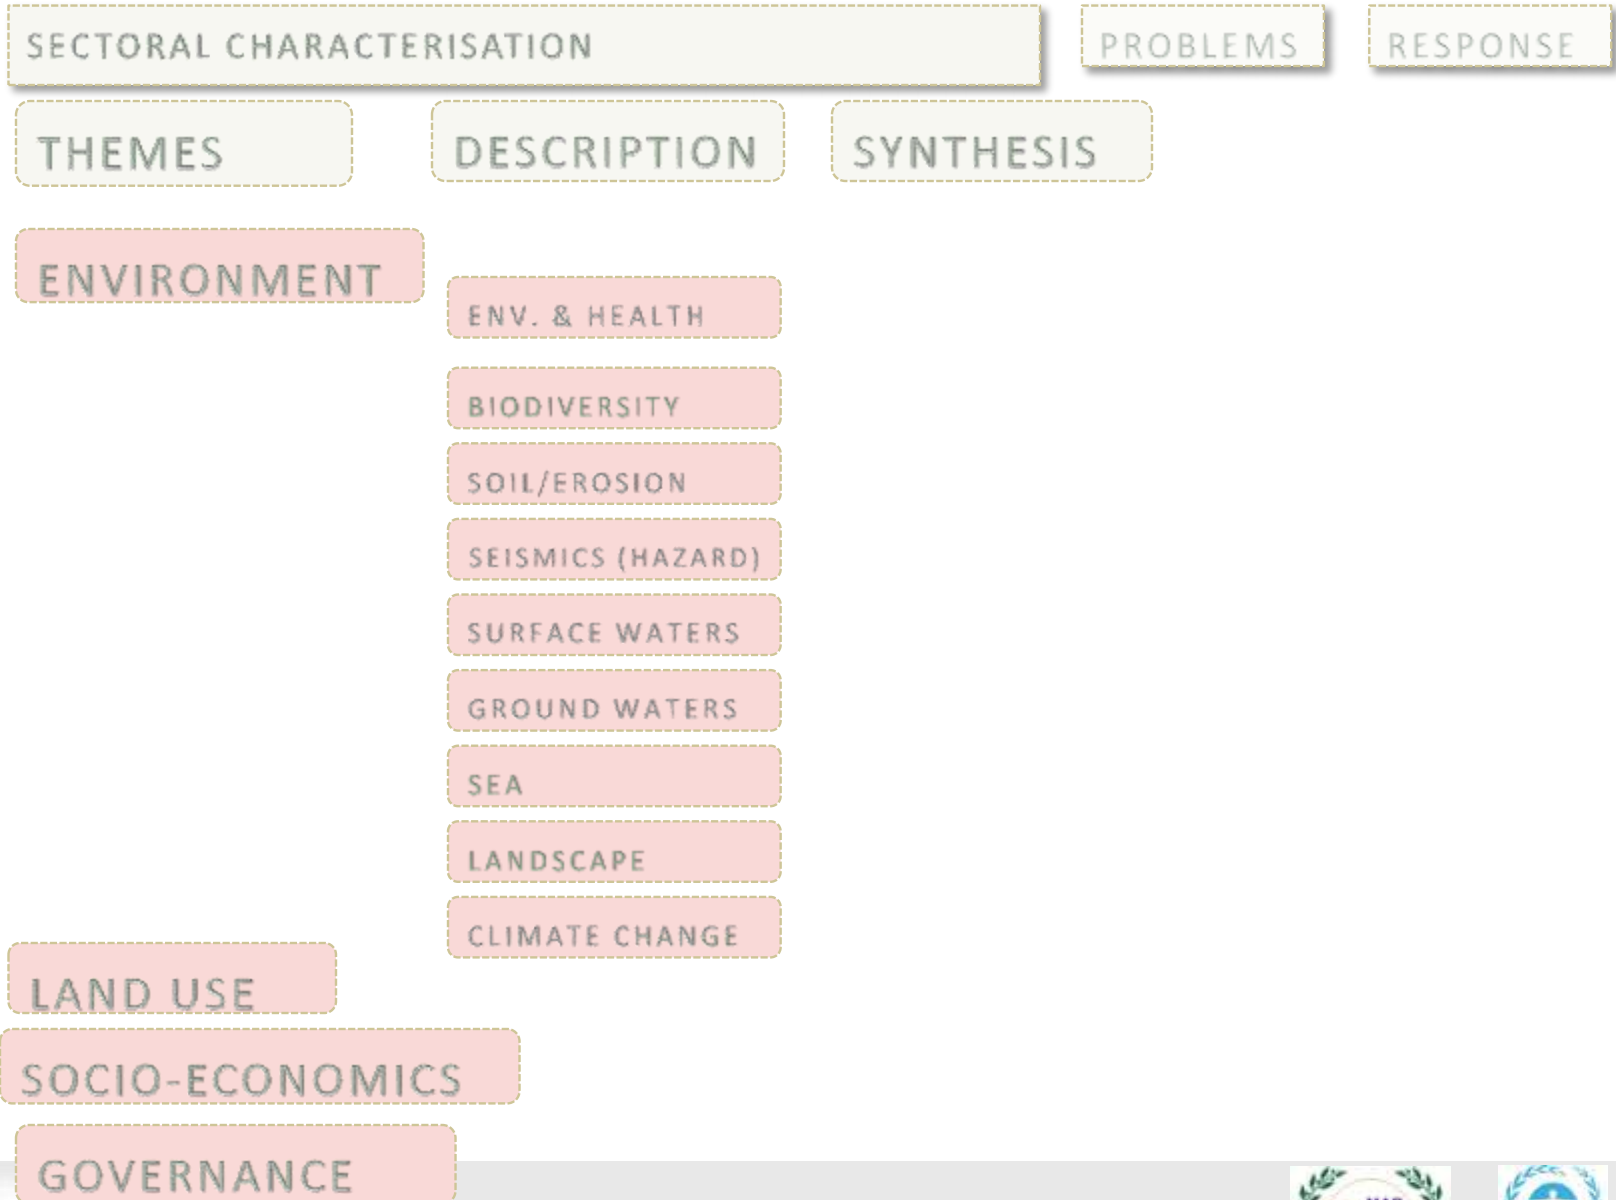 SECTORAL CHARACTERISATION
PROBLEMS
RESPONSE
THEMES
DESCRIPTION
SYNTHESIS
ENVIRONMENT
ENV. & HEALTH
BIODIVERSITY
SOIL/EROSION
SEISMICS (HAZARD)
SURFACE WATERS
GROUND WATERS
SEA
LANDSCAPE
CLIMATE CHANGE
LAND USE
SOCIO-ECONOMICS
GOVERNANCE